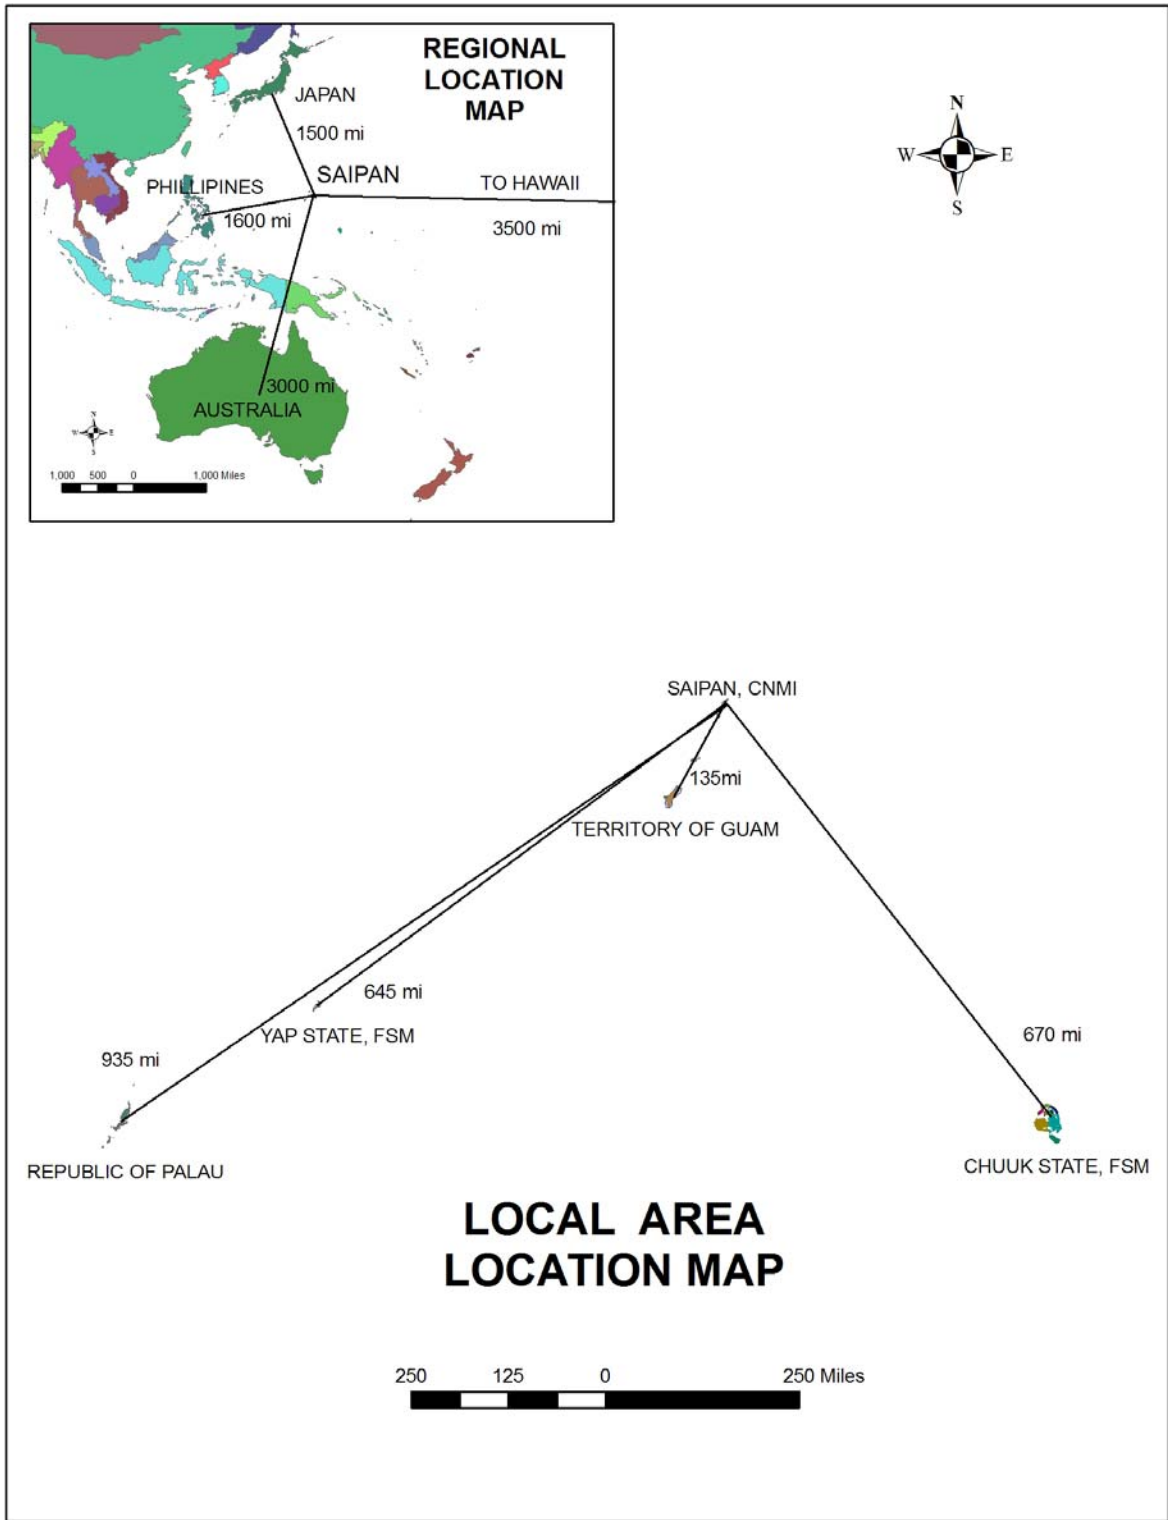 REGIONAL
LOCATION
MAP
JAPAN
1500 mi
SAIPAN
PHILLIPINES
TO HAWAII
1600 mi
3500 mi
3000 mi
AUSTRALIA
N
W E
S
1,000 500 0 1,000 Miles
N
W E
S
SAIPAN, CNMI
135mi
TERRITORY OF GUAM
645 mi
YAP STATE, FSM
935 mi
670 mi
REPUBLIC OF PALAU
CHUUK STATE, FSM
LOCAL AREA
LOCATION MAP
250 125 0 250 Miles